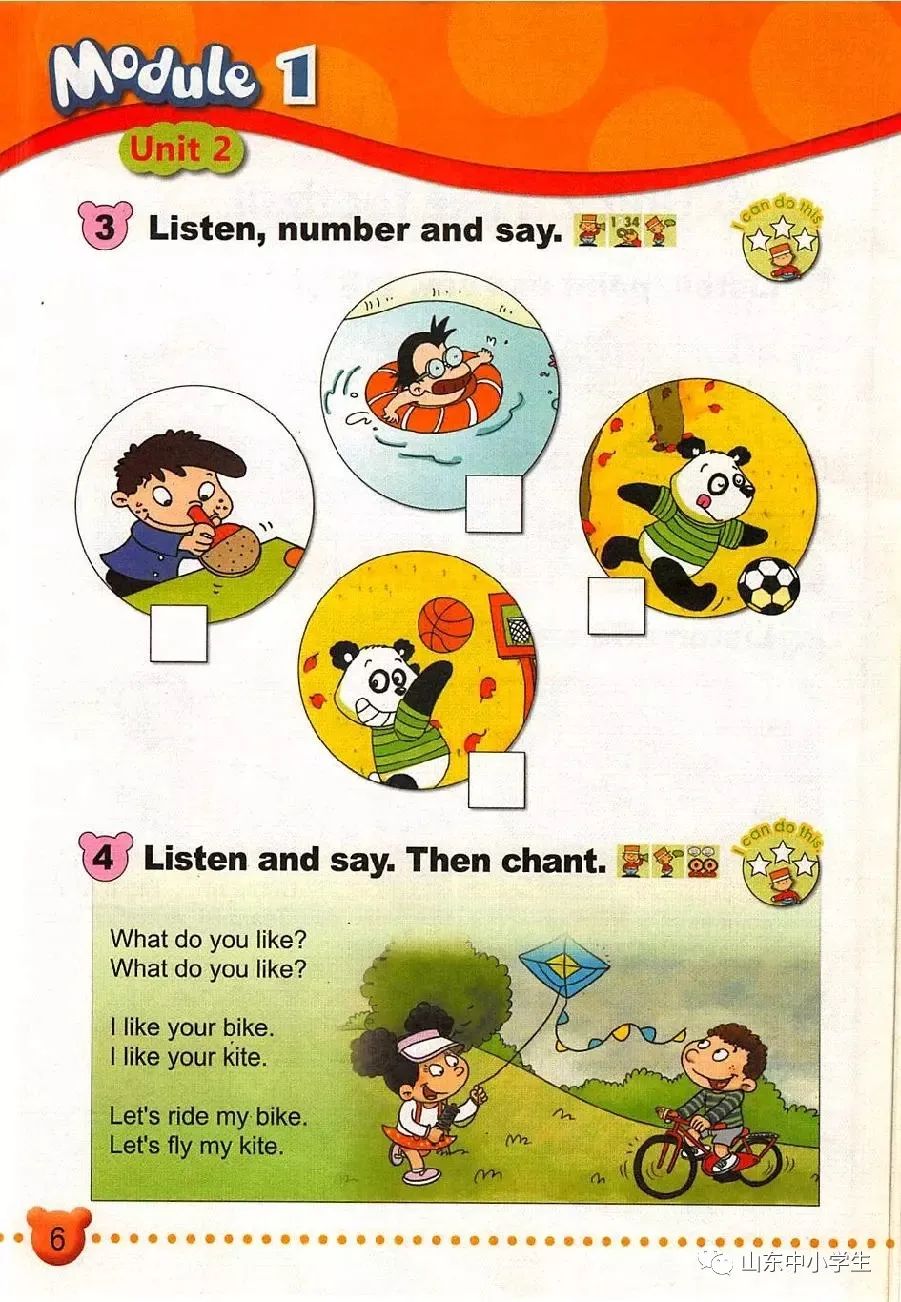 Module 1
Unit 2
3 Listen, number and say.
1 34
I can do this.
4 Listen and say. Then chant.
I can do this.
What do you like?
What do you like?
I like your bike.
I like your kite.
Let's ride my bike.
Let's fly my kite.
6
山东中小学生